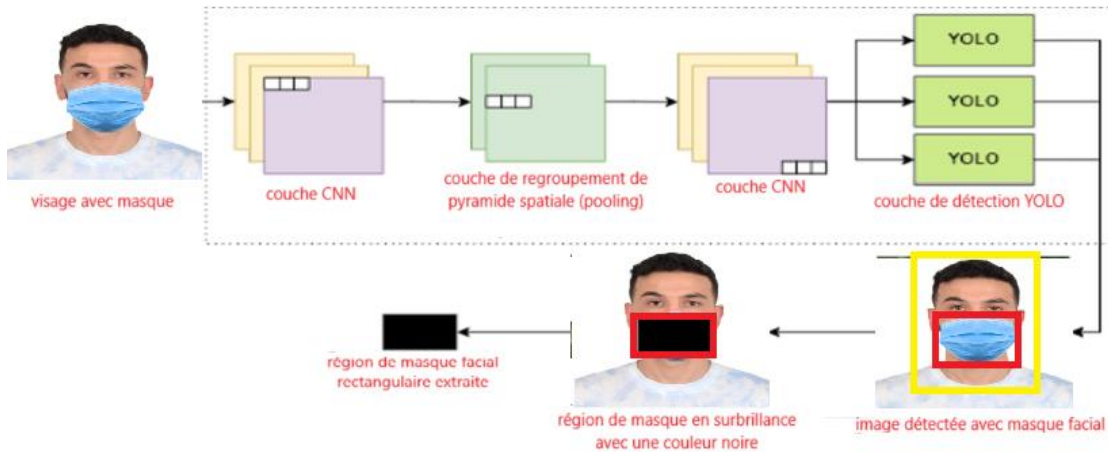 YOLO
YOLO
YOLO
visage avec masque
couche CNN
couche de regroupement de
pyramide spatiale (pooling)
couche CNN
couche de détection YOLO
région de masque facial
rectangulaire extraite
région de masque en surbrillance
avec une couleur noire
image détectée avec masque facial